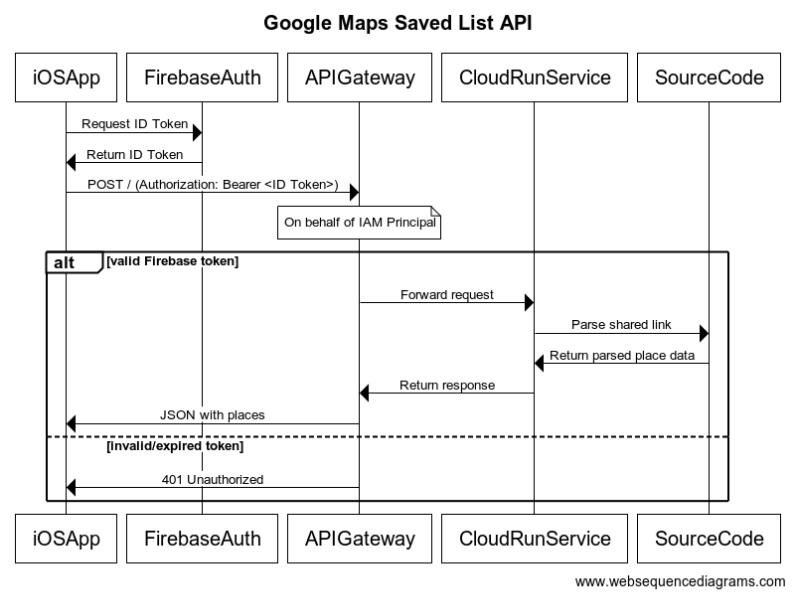 Google Maps Saved List API
iOSApp
FirebaseAuth
APIGateway
CloudRunService
SourceCode
Request ID Token
Return ID Token
POST / (Authorization: Bearer <ID Token>)
On behalf of IAM Principal
alt
[valid Firebase token]
Forward request
Parse shared link
Return parsed place data
Return response
JSON with places
[invalid/expired token]
401 Unauthorized
iOSApp
FirebaseAuth
APIGateway
CloudRunService
SourceCode
www.websequencediagrams.com